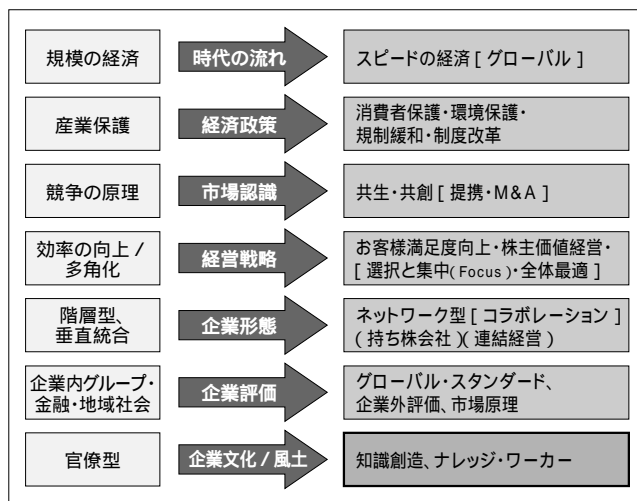 規模の経済
時代の流れ
スピードの経済[グローバル]
産業保護
経済政策
消費者保護・環境保護・
規制緩和・制度改革
競争の原理
市場認識
共生・共創[提携・M&A]
効率の向上/
多角化
経営戦略
お客様満足度向上・株主価値経営・
[選択と集中(Focus)・全体最適]
階層型、
垂直統合
企業形態
ネットワーク型[コラボレーション]
(持ち株会社)(連結経営)
企業内グループ・
金融・地域社会
企業評価
グローバル・スタンダード、
企業外評価、市場原理
官僚型
企業文化/風土
知識創造、ナレッジ・ワーカー